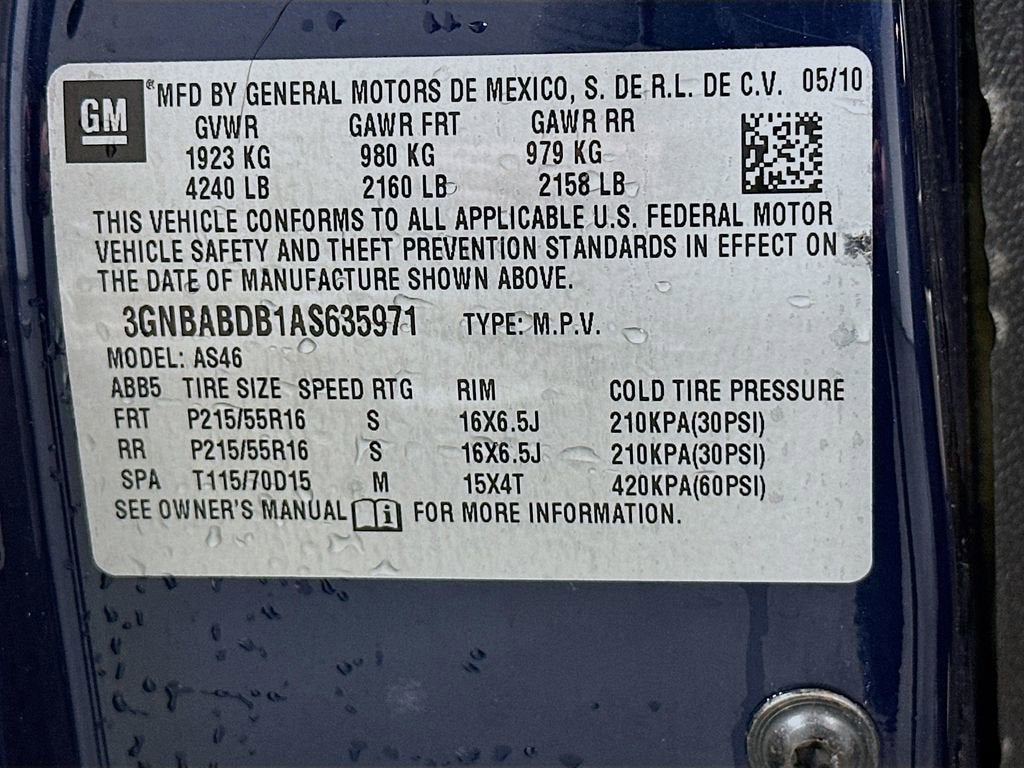 GM
®MFD BY GENERAL MOTORS DE MEXICO, S. DE R.L. DE C.V. 05/10
GVWR GAWR FRT GAWR RR
1923 KG 980 KG 979 KG
4240 LB 2160 LB 2158 LB
THIS VEHICLE CONFORMS TO ALL APPLICABLE U.S. FEDERAL MOTOR
VEHICLE SAFETY AND THEFT PREVENTION STANDARDS IN EFFECT ON
THE DATE OF MANUFACTURE SHOWN ABOVE.
3GNBABDB1AS635971 TYPE: M.P.V.
MODEL: AS46
ABB5 TIRE SIZE SPEED RTG RIM COLD TIRE PRESSURE
FRT P215/55R16 S 16X6.5J 210KPA(30PSI)
RR P215/55R16 S 16X6.5J 210KPA(30PSI)
SPA T115/70D15 M 15X4T 420KPA(60PSI)
SEE OWNER'S MANUAL i FOR MORE INFORMATION.